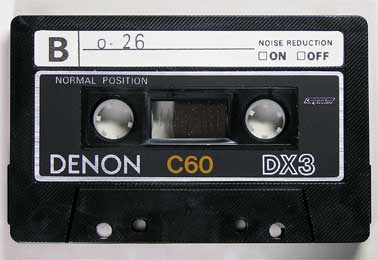 B
0-26
NOISE REDUCTION
ON OFF
NORMAL POSITION
DENON C60 DX3